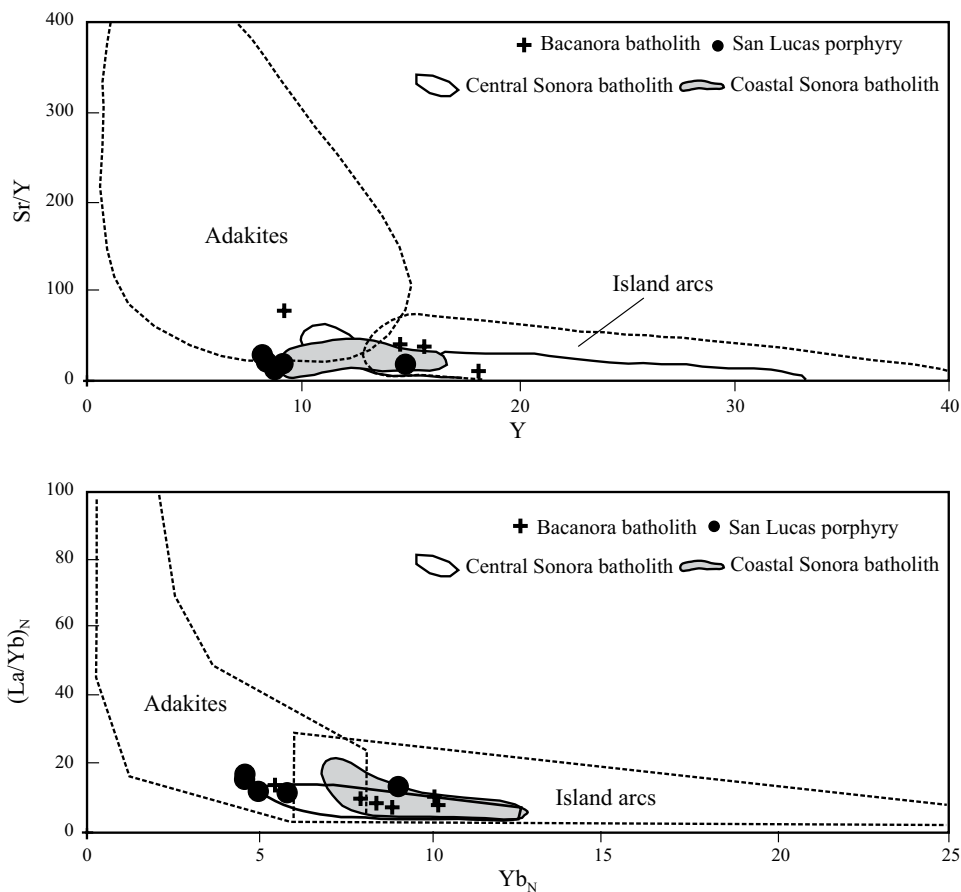 400
300
200
100
0
Sr/Y
Bacanora batholith San Lucas porphyry
Central Sonora batholith Coastal Sonora batholith
Adakites
Island arcs
0 10 20 30 40
Y
100
80
60
40
20
0
(La/Yb)N
Bacanora batholith San Lucas porphyry
Central Sonora batholith Coastal Sonora batholith
Adakites
Island arcs
0 5 10 15 20 25
YbN